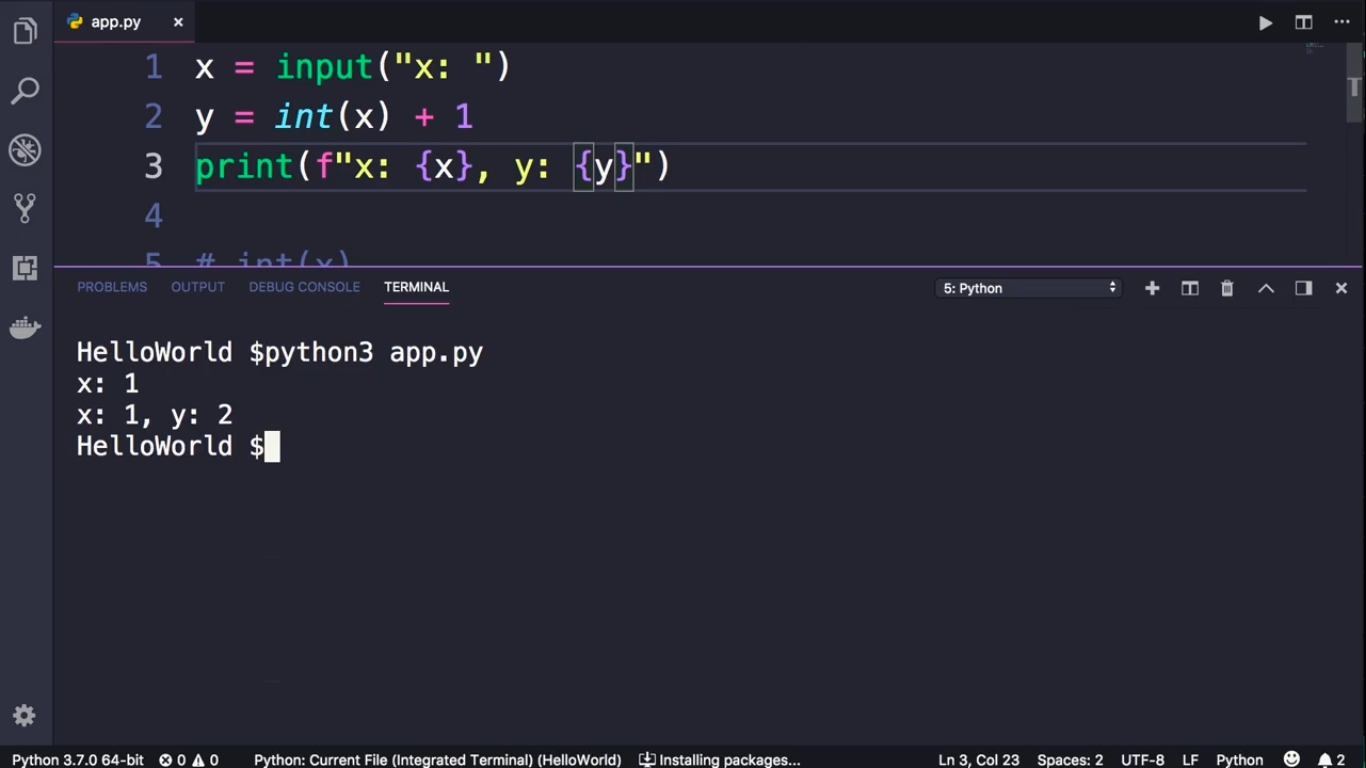 app.py
1 x = input("x: ")
2 y = int(x) + 1
3 print(f"x: {x}, y: {y}")
4
5 # int(x)
PROBLEMS OUTPUT DEBUG CONSOLE TERMINAL 5: Python
HelloWorld $python3 app.py
x: 1
x: 1, y: 2
HelloWorld $
Python 3.7.0 64-bit 0 0 Python: Current File (Integrated Terminal) (HelloWorld) Installing packages... Ln 3, Col 23 Spaces: 2 UTF-8 LF Python 2